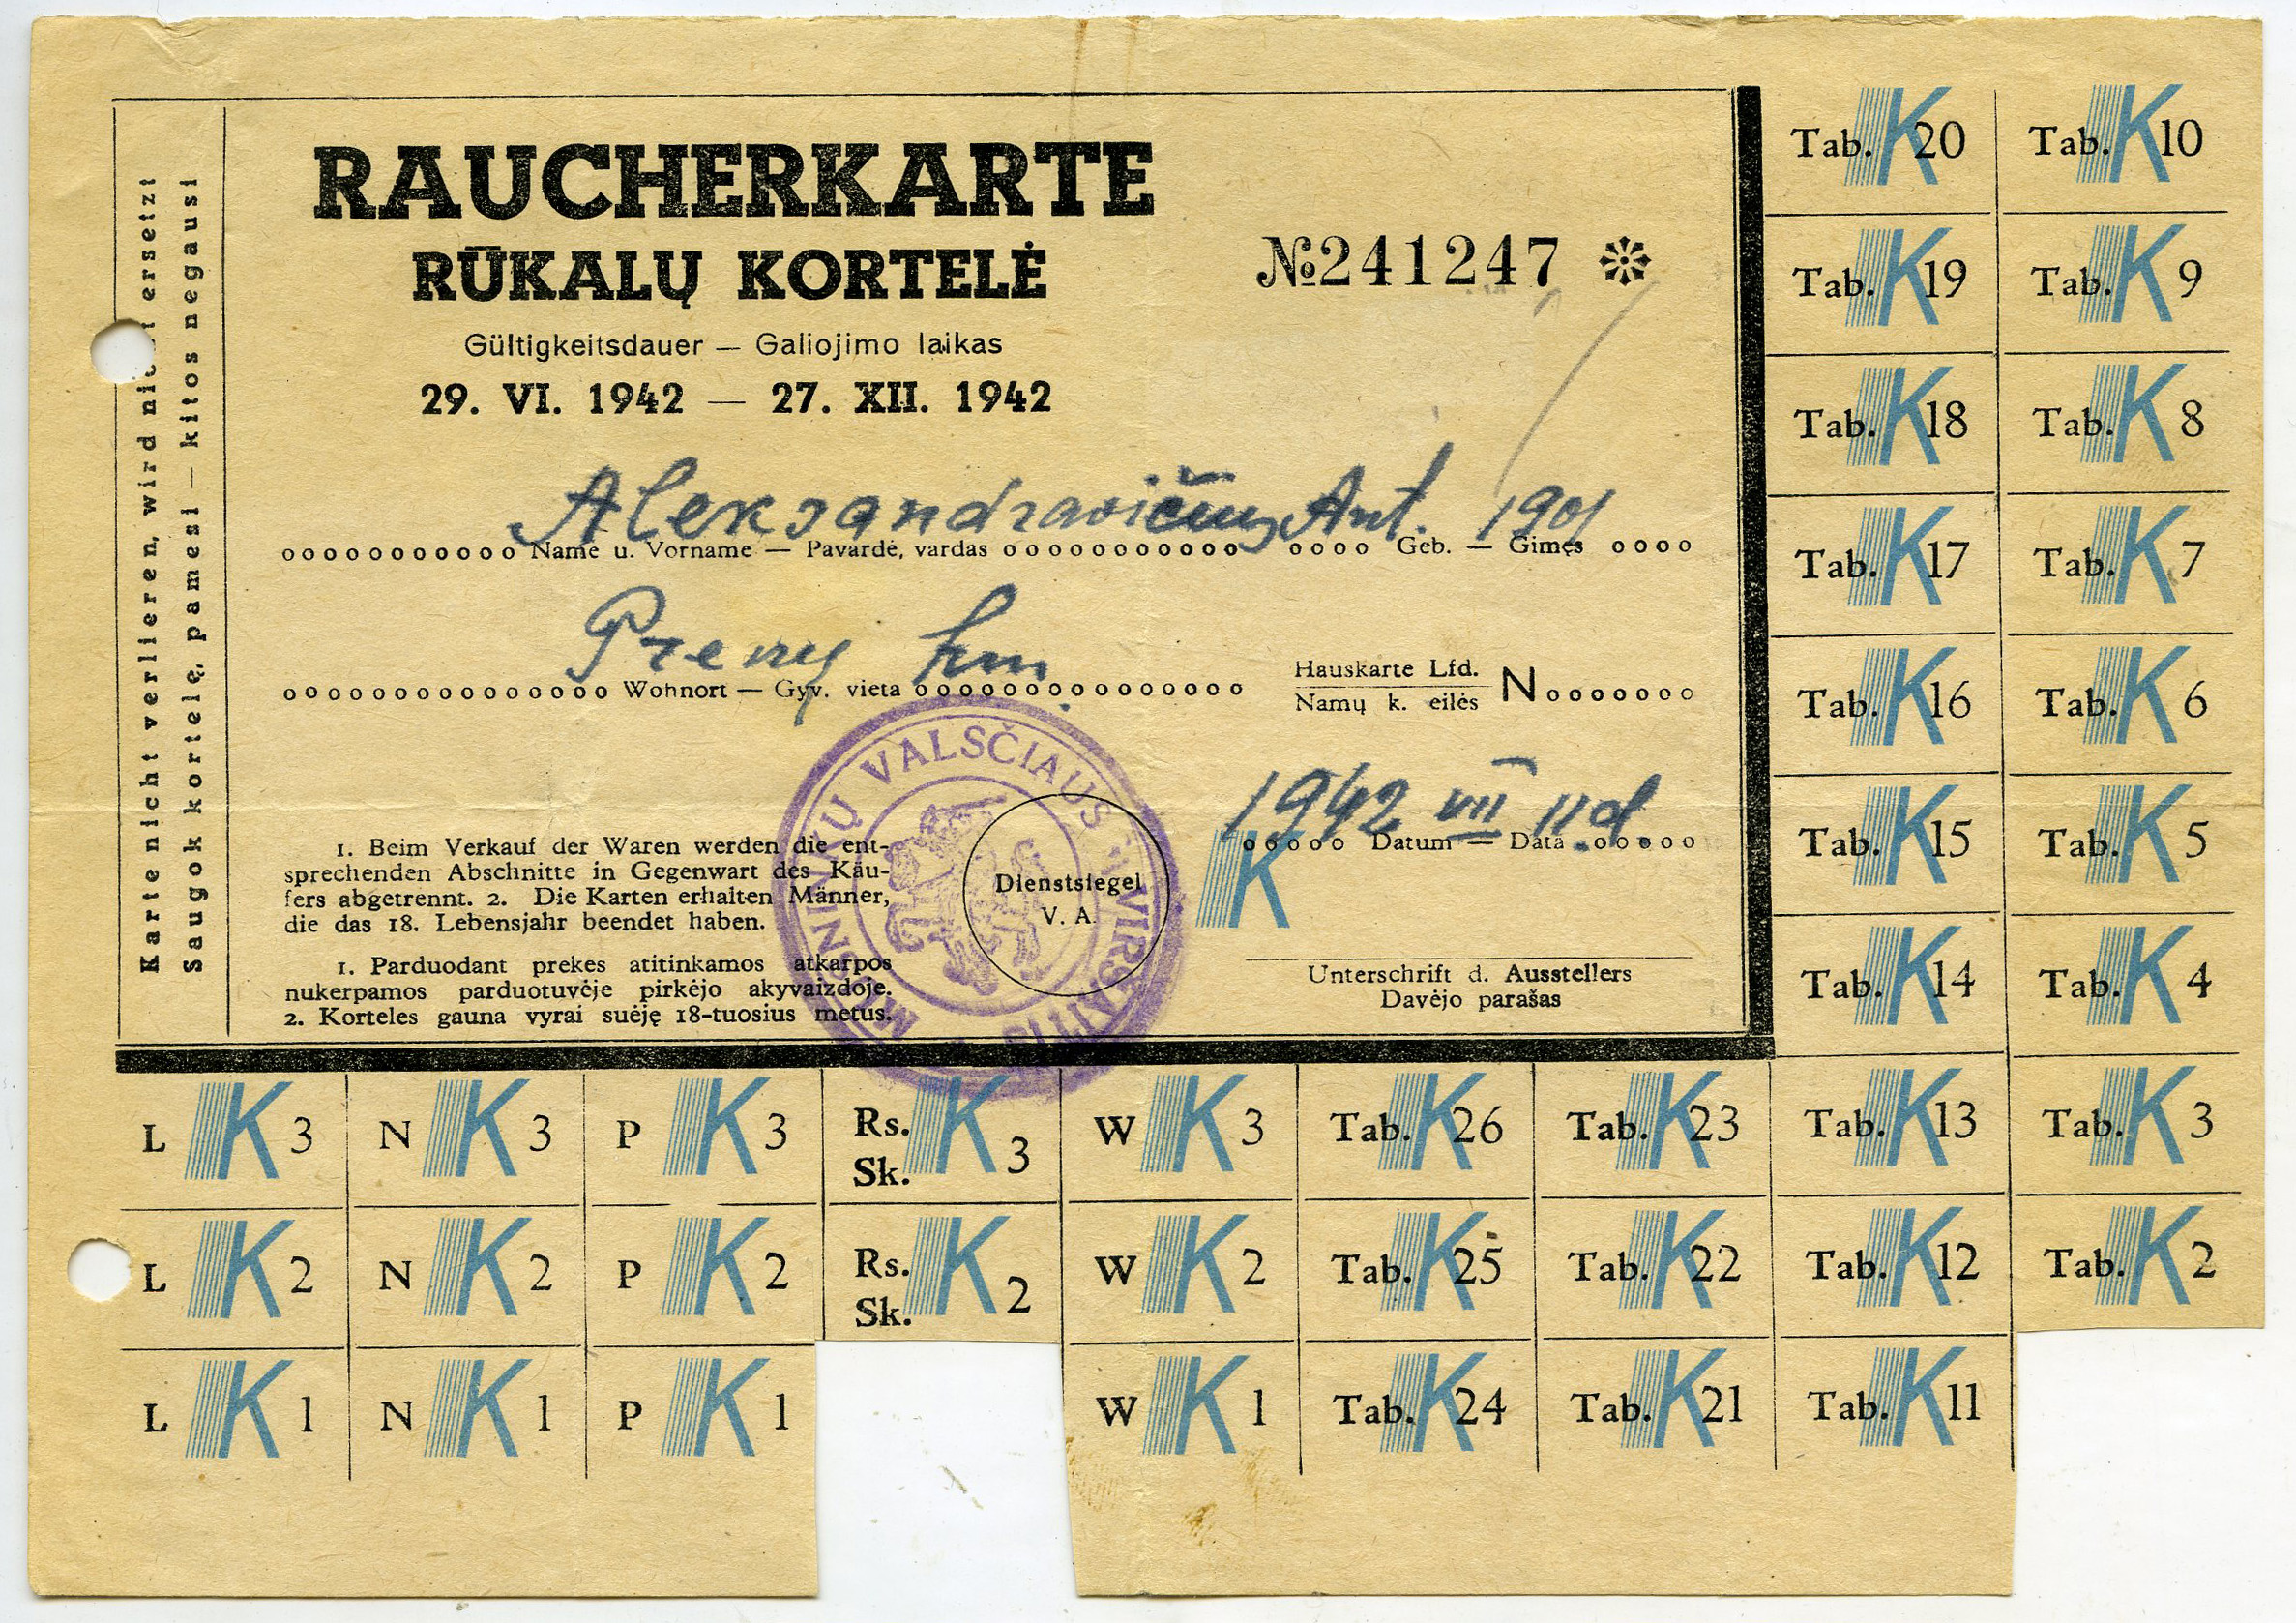 Karte nicht verlieren, wird nicht ersetzt
Saugok kortelę, pamesi — kitos negausi
RAUCHERKARTE
RŪKALŲ KORTELĖ
№241247
Gültigkeitsdauer — Galiojimo laikas
29. VI. 1942 — 27. XII. 1942
Aleksandravičius Ant. 1901
Name u. Vorname — Pavardė, vardas Geb. — Gimęs
km.
Wohnort — Gyv. vieta
Hauskarte Lfd.
Namų k. eilės N
1942 VII 11 d
Datum — Data
K
1. Beim Verkauf der Waren werden die ent-
sprechenden Abschnitte in Gegenwart des Käu-
fers abgetrennt. 2. Die Karten erhalten Männer,
die das 18. Lebensjahr beendet haben.
1. Parduodant prekes atitinkamos atkarpos
nukerpamos parduotuvėje pirkėjo akyvaizdoje.
2. Korteles gauna vyrai suėję 18-tuosius metus.
VALSČIAUS VIRŠAITIS
Dienstsiegel
V. A.
Unterschrift d. Ausstellers
Davėjo parašas
Tab. K 20 Tab. K 10
Tab. K 19 Tab. K 9
Tab. K 18 Tab. K 8
Tab. K 17 Tab. K 7
Tab. K 16 Tab. K 6
Tab. K 15 Tab. K 5
Tab. K 14 Tab. K 4
L K 3 N K 3 P K 3 Rs. Sk. K 3 W K 3 Tab. K 26 Tab. K 23 Tab. K 13 Tab. K 3
L K 2 N K 2 P K 2 Rs. Sk. K 2 W K 2 Tab. K 25 Tab. K 22 Tab. K 12 Tab. K 2
L K 1 N K 1 P K 1 W K 1 Tab. K 24 Tab. K 21 Tab. K 11